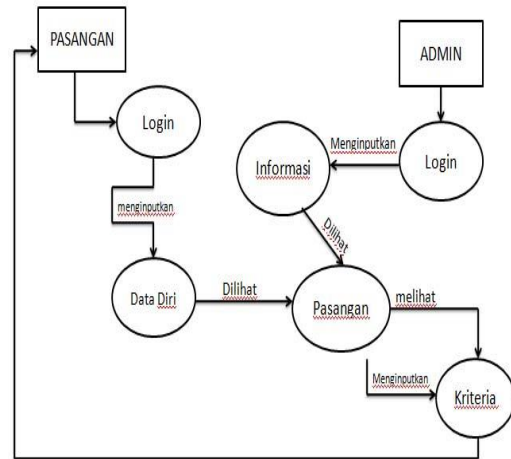 PASANGAN
ADMIN
Login
Menginputkan
Informasi
Login
menginputkan
Dilihat
Data Diri
Dilihat
Pasangan
melihat
Menginputkan
Kriteria